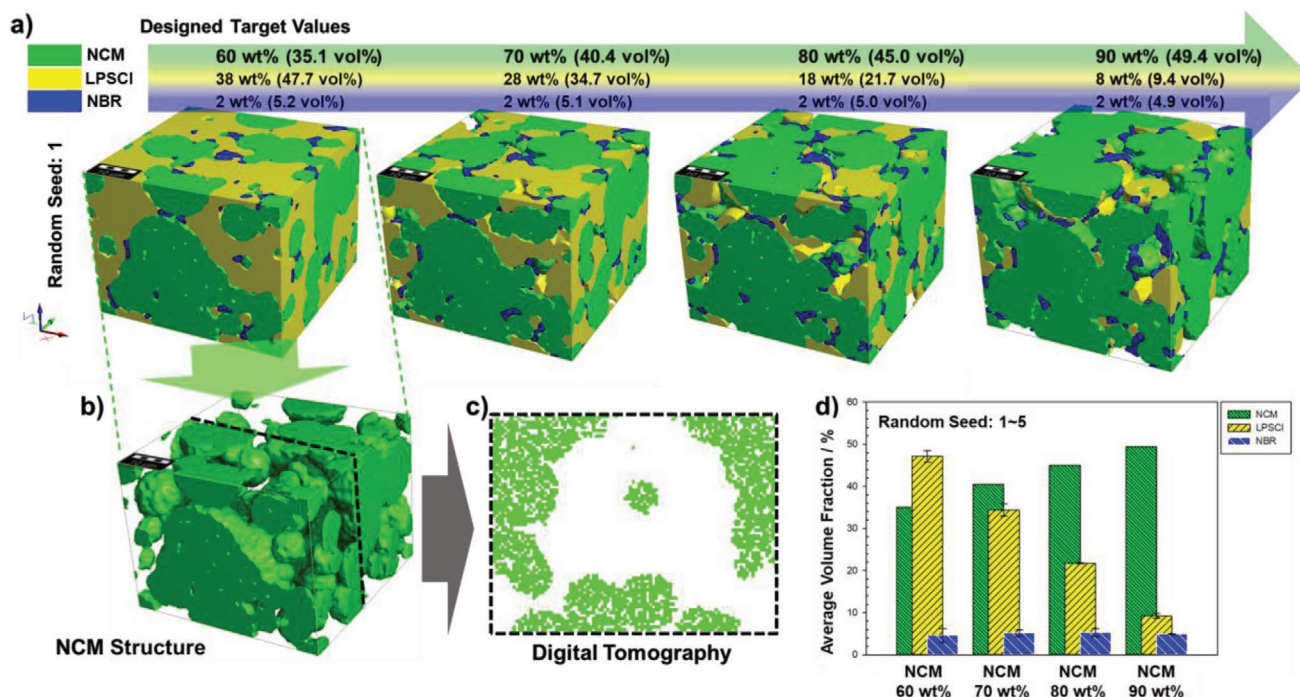 a)
Designed Target Values
NCM
LPSCI
NBR
60 wt% (35.1 vol%)
70 wt% (40.4 vol%)
80 wt% (45.0 vol%)
90 wt% (49.4 vol%)
38 wt% (47.7 vol%)
28 wt% (34.7 vol%)
18 wt% (21.7 vol%)
8 wt% (9.4 vol%)
2 wt% (5.2 vol%)
2 wt% (5.1 vol%)
2 wt% (5.0 vol%)
2 wt% (4.9 vol%)
Random Seed: 1
b)
NCM Structure
c)
Digital Tomography
d)
Random Seed: 1~5
NCM
LPSCI
NBR
Average Volume Fraction / %
60
50
40
30
20
10
0
NCM
60 wt%
NCM
70 wt%
NCM
80 wt%
NCM
90 wt%